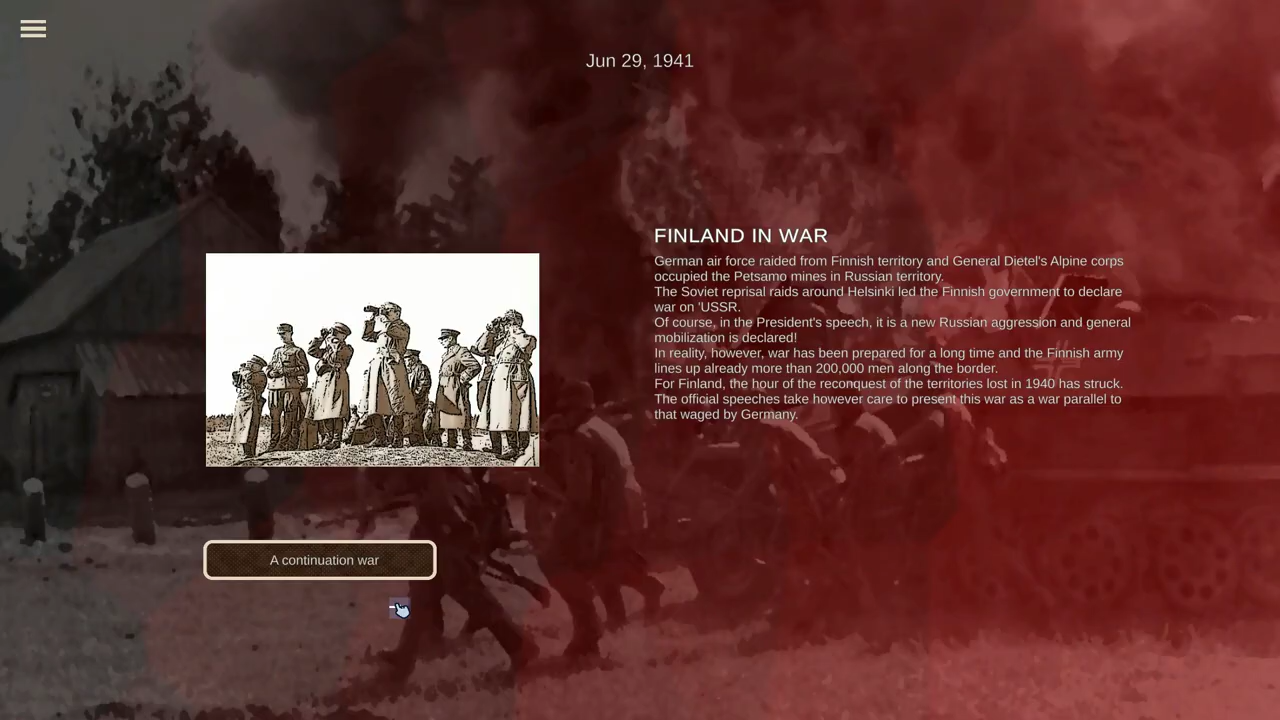 Jun 29, 1941
FINLAND IN WAR
German air force raided from Finnish territory and General Dietel's Alpine corps
occupied the Petsamo mines in Russian territory.
The Soviet reprisal raids around Helsinki led the Finnish government to declare
war on 'USSR.
Of course, in the President's speech, it is a new Russian aggression and general
mobilization is declared!
In reality, however, war has been prepared for a long time and the Finnish army
lines up already more than 200,000 men along the border.
For Finland, the hour of the reconquest of the territories lost in 1940 has struck.
The official speeches take however care to present this war as a war parallel to
that waged by Germany.
A continuation war